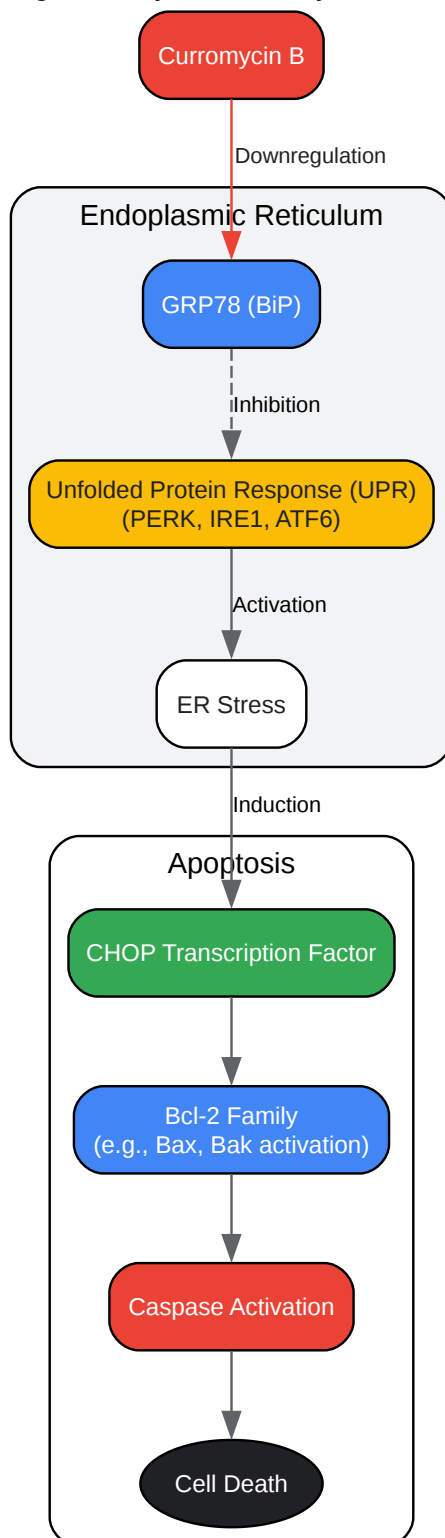 Curromycin B
Downregulation
Endoplasmic Reticulum
GRP78 (BiP)
Inhibition
Unfolded Protein Response (UPR)
(PERK, IRE1, ATF6)
Activation
ER Stress
Induction
Apoptosis
CHOP Transcription Factor
Bcl-2 Family
(e.g., Bax, Bak activation)
Caspase Activation
Cell Death